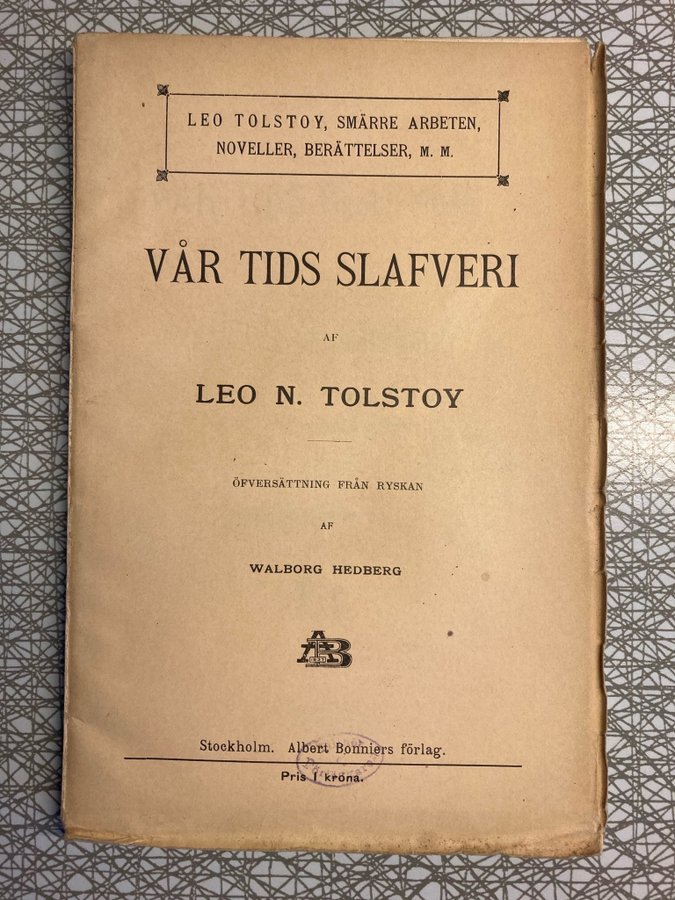 LEO TOLSTOY, SMÄRRE ARBETEN,
NOVELLER, BERÄTTELSER, M. M.
VÅR TIDS SLAFVERI
AF
LEO N. TOLSTOY
ÖFVERSÄTTNING FRÅN RYSKAN
AF
WALBORG HEDBERG
AB
Stockholm. Albert Bonniers förlag.
Pris 1 krona.